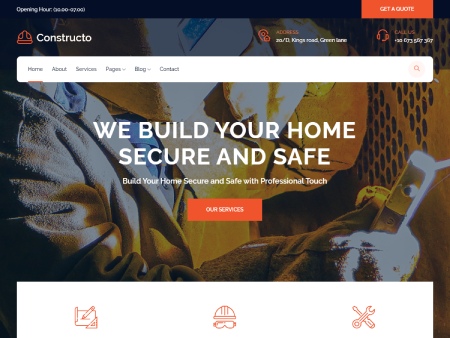 Opening Hour: (10.00-07.00)
GET A QUOTE
Constructo
ADDRESS
20/D, Kings road, Green lane
CALL US
+10 673 567 367
Home About Services Pages Blog Contact
WE BUILD YOUR HOME
SECURE AND SAFE
Build Your Home Secure and Safe with Professional Touch
OUR SERVICES